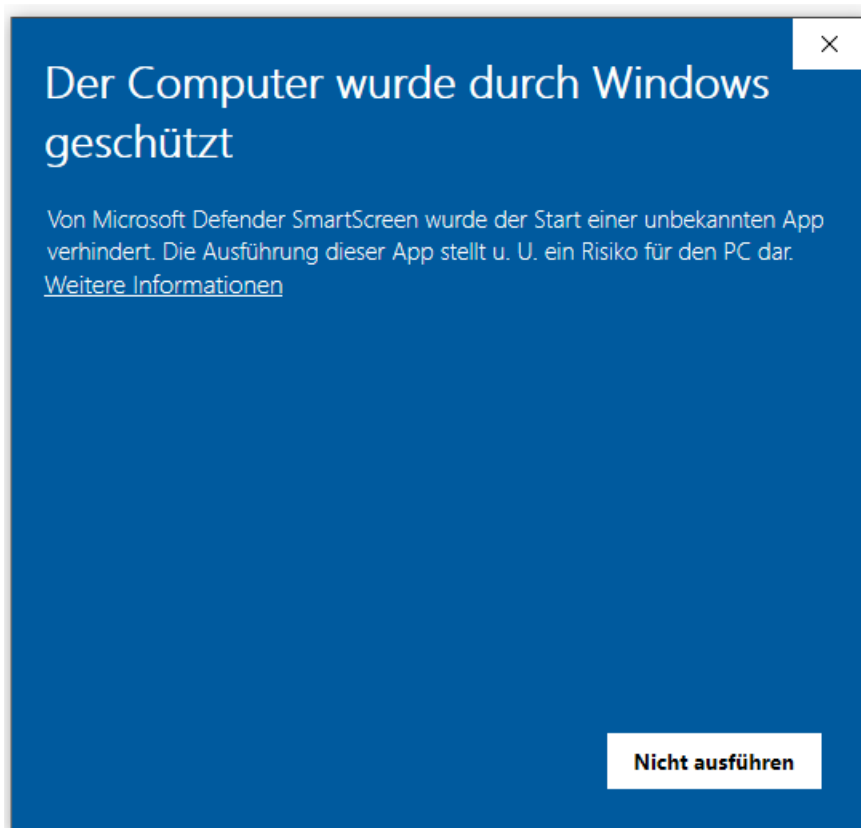 Der Computer wurde durch Windows
geschützt
Von Microsoft Defender SmartScreen wurde der Start einer unbekannten App
verhindert. Die Ausführung dieser App stellt u. U. ein Risiko für den PC dar.
Weitere Informationen
Nicht ausführen